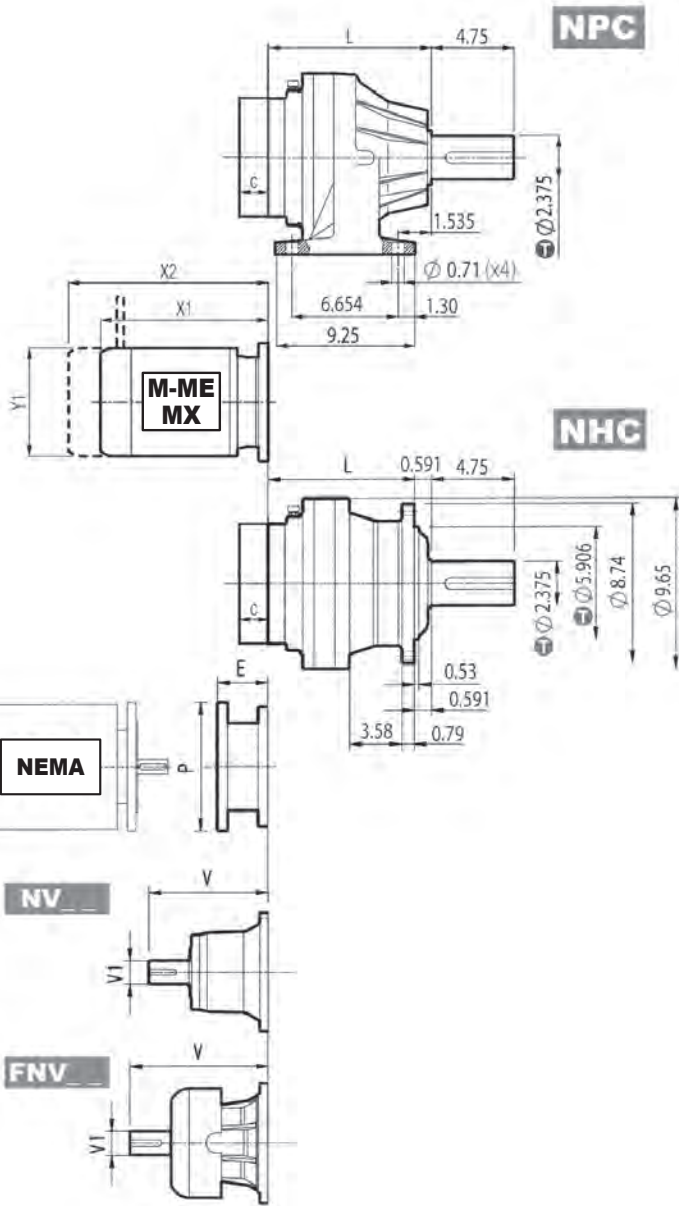 NPC
L
4.75
C
1.535
T Ø2.375
Ø 0.71 (x4)
6.654
1.30
9.25
X2
X1
Y1
M-ME
MX
NHC
L
0.591
4.75
C
T Ø2.375
T Ø5.906
Ø8.74
Ø9.65
0.53
0.591
3.58
0.79
E
P
NEMA
NV_ _
V
V1
FNV_ _
V
V1